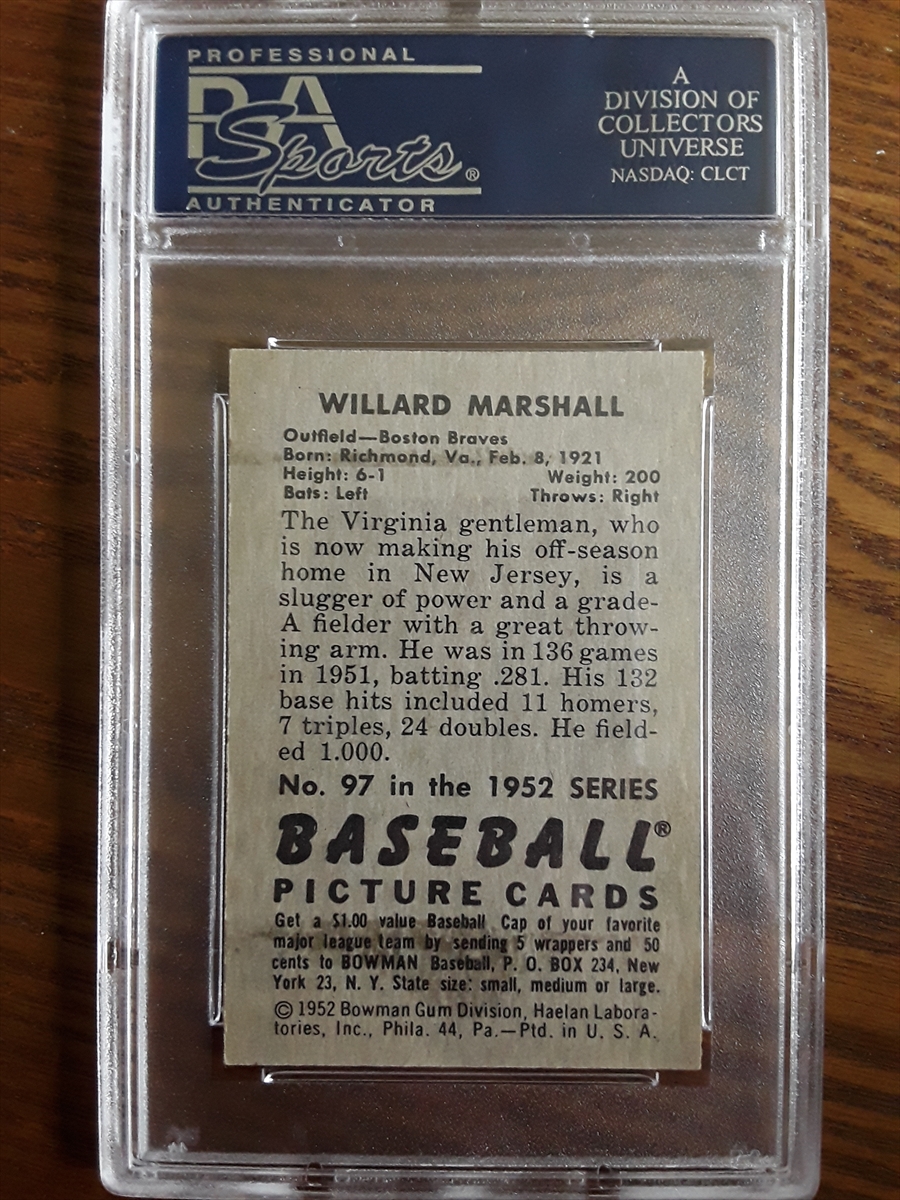 PROFESSIONAL
PSA
Sports®
AUTHENTICATOR
A
DIVISION OF
COLLECTORS
UNIVERSE
NASDAQ: CLCT
WILLARD MARSHALL
Outfield—Boston Braves
Born: Richmond, Va., Feb. 8, 1921
Height: 6-1 Weight: 200
Bats: Left Throws: Right
The Virginia gentleman, who
is now making his off-season
home in New Jersey, is a
slugger of power and a grade-
A fielder with a great throw-
ing arm. He was in 136 games
in 1951, batting .281. His 132
base hits included 11 homers,
7 triples, 24 doubles. He field-
ed 1.000.
No. 97 in the 1952 SERIES
BASEBALL®
PICTURE CARDS
Get a $1.00 value Baseball Cap of your favorite
major league team by sending 5 wrappers and 50
cents to BOWMAN Baseball, P. O. BOX 234, New
York 23, N. Y. State size: small, medium or large.
© 1952 Bowman Gum Division, Haelan Labora-
tories, Inc., Phila. 44, Pa.—Ptd. in U. S. A.